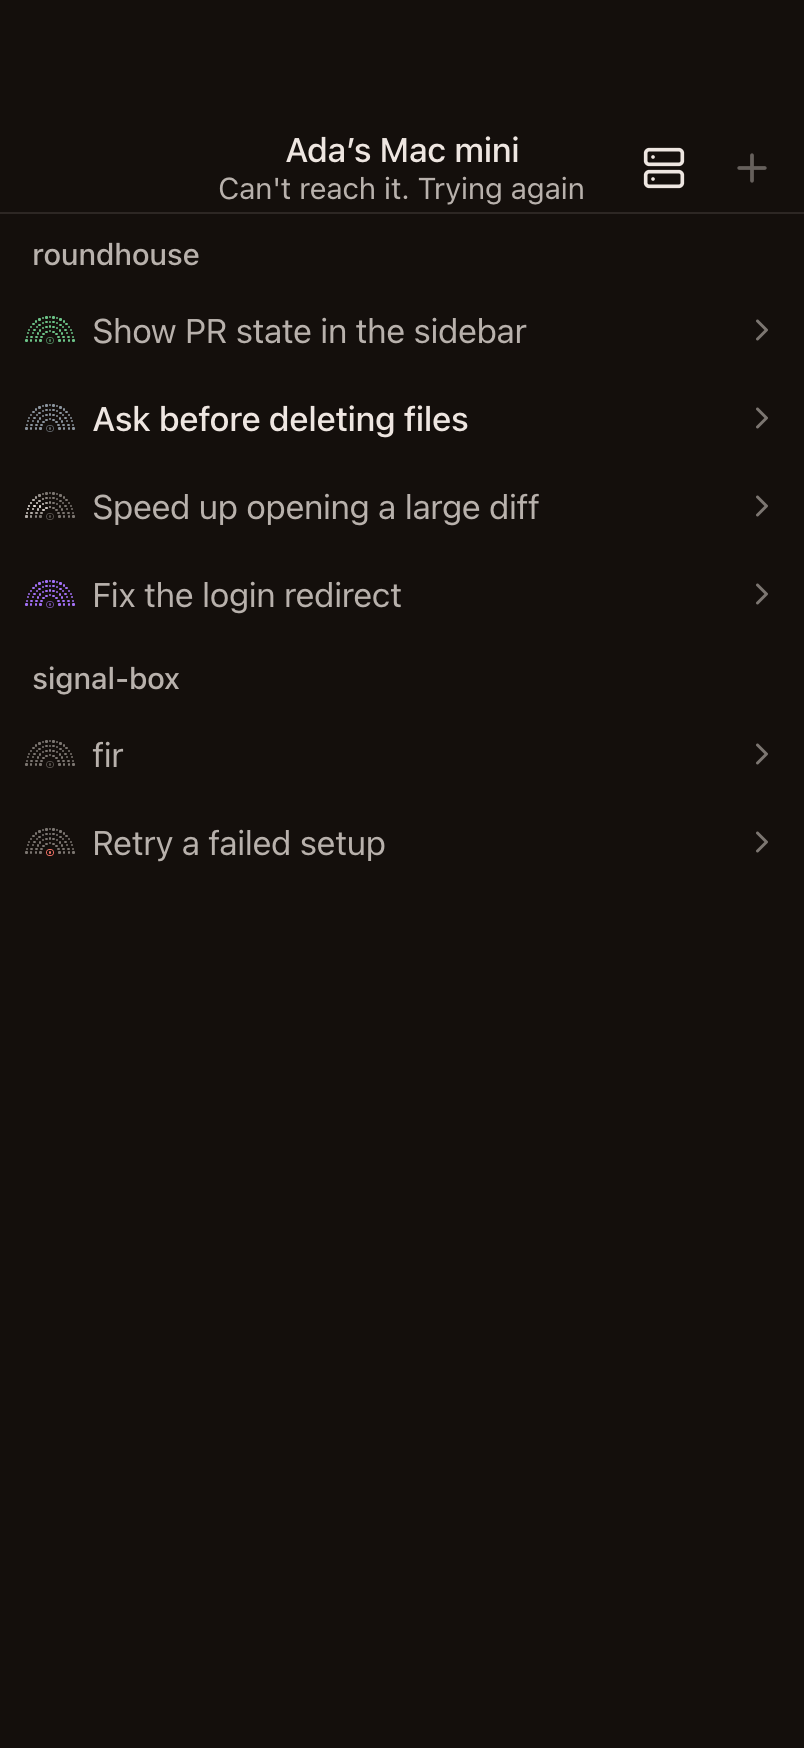 Ada’s Mac mini
Can't reach it. Trying again
roundhouse
Show PR state in the sidebar
Ask before deleting files
Speed up opening a large diff
Fix the login redirect
signal-box
fir
Retry a failed setup